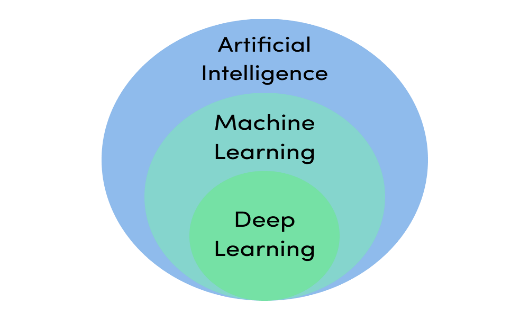 Artificial
Intelligence
Machine
Learning
Deep
Learning